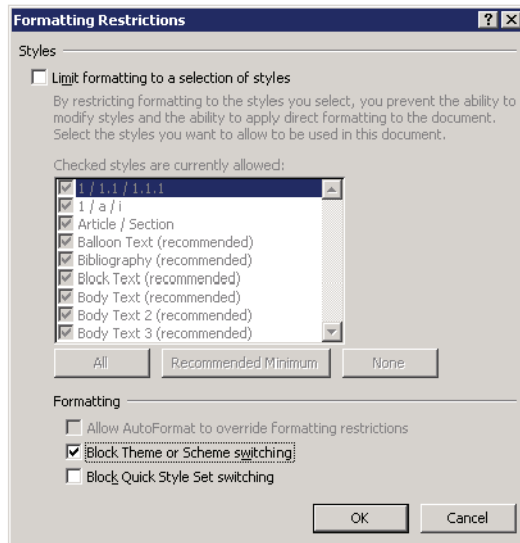 Formatting Restrictions
Styles
Limit formatting to a selection of styles
By restricting formatting to the styles you select, you prevent the ability to
modify styles and the ability to apply direct formatting to the document.
Select the styles you want to allow to be used in this document.
Checked styles are currently allowed:
1 / 1.1 / 1.1.1
1 / a / i
Article / Section
Balloon Text (recommended)
Bibliography (recommended)
Block Text (recommended)
Body Text (recommended)
Body Text 2 (recommended)
Body Text 3 (recommended)
All Recommended Minimum None
Formatting
Allow AutoFormat to override formatting restrictions
Block Theme or Scheme switching
Block Quick Style Set switching
OK Cancel